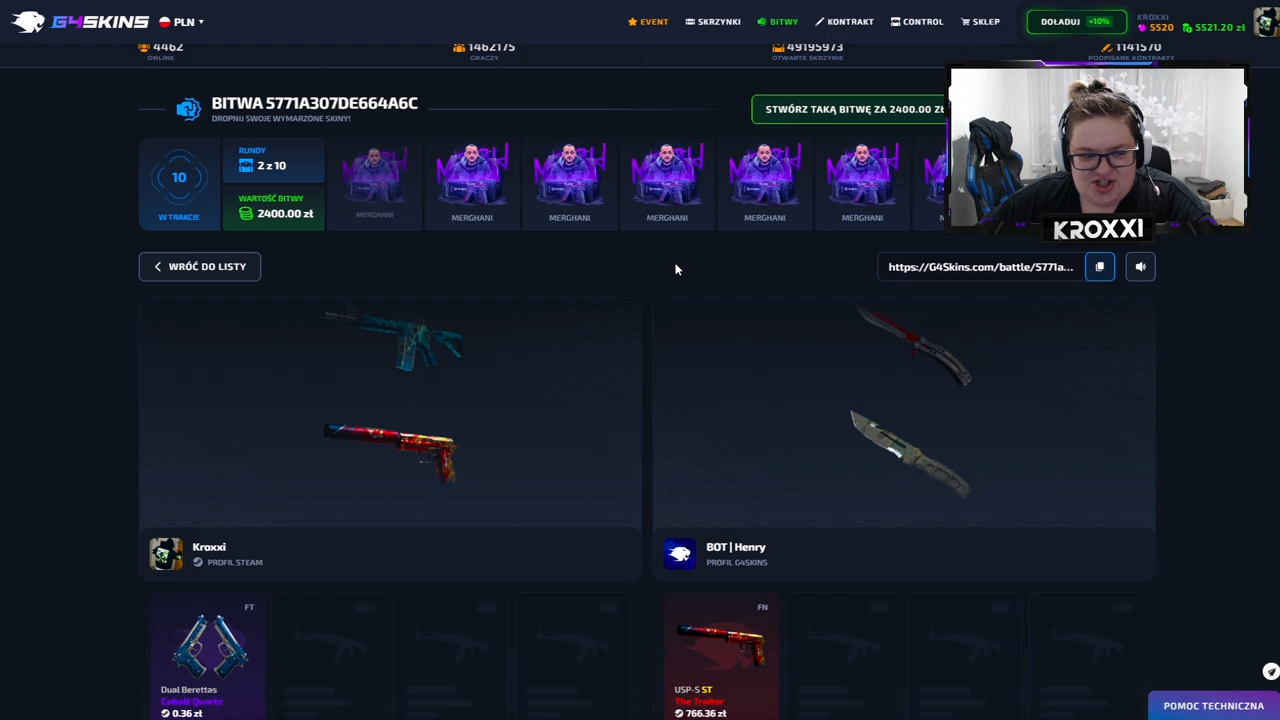 G4SKINS
PLN
EVENT
SKRZYNKI
BITWY
KONTRAKT
CONTROL
SKLEP
DOŁADUJ +10%
KROXXI
5520
5521.20 zł
4462
ONLINE
1462175
GRACZY
49195973
OTWARTE SKRZYNIE
1141570
PODPISANE KONTRAKTY
BITWA 5771A307DE664A6C
DROPNIJ SWOJE WYMARZONE SKINY!
STWÓRZ TAKĄ BITWĘ ZA 2400.00 ZŁ
10
W TRAKCIE
RUNDY
2 z 10
WARTOŚĆ BITWY
2400.00 zł
MERGHANI
MERGHANI
MERGHANI
MERGHANI
MERGHANI
MERGHANI
KROXXI
WRÓĆ DO LISTY
https://G4Skins.com/battle/5771a...
Kroxxi
PROFIL STEAM
BOT | Henry
PROFIL G4SKINS
FT
Dual Berettas
Cobalt Quartz
0.36 zł
FN
USP-S ST
The Traitor
766.36 zł
POMOC TECHNICZNA